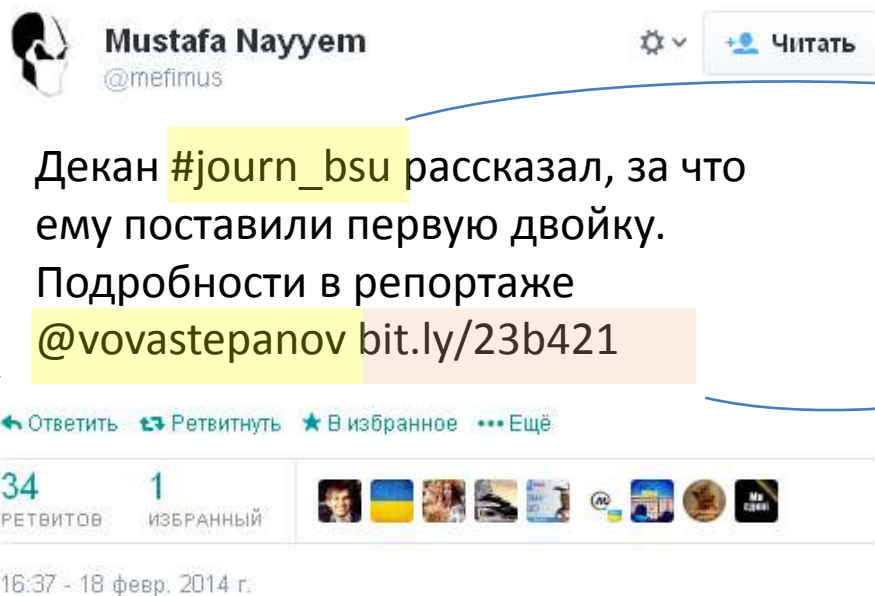 Mustafa Nayyem
Читать
@mefimus
Декан #journ_bsu рассказал, за что
ему поставили первую двойку.
Подробности в репортаже
@vovastepanov bit.ly/23b421
Ответить Ретвитнуть В избранное Ещё
34 1
РЕТВИТОВ ИЗБРАННЫЙ
16:37 - 18 февр. 2014 г.